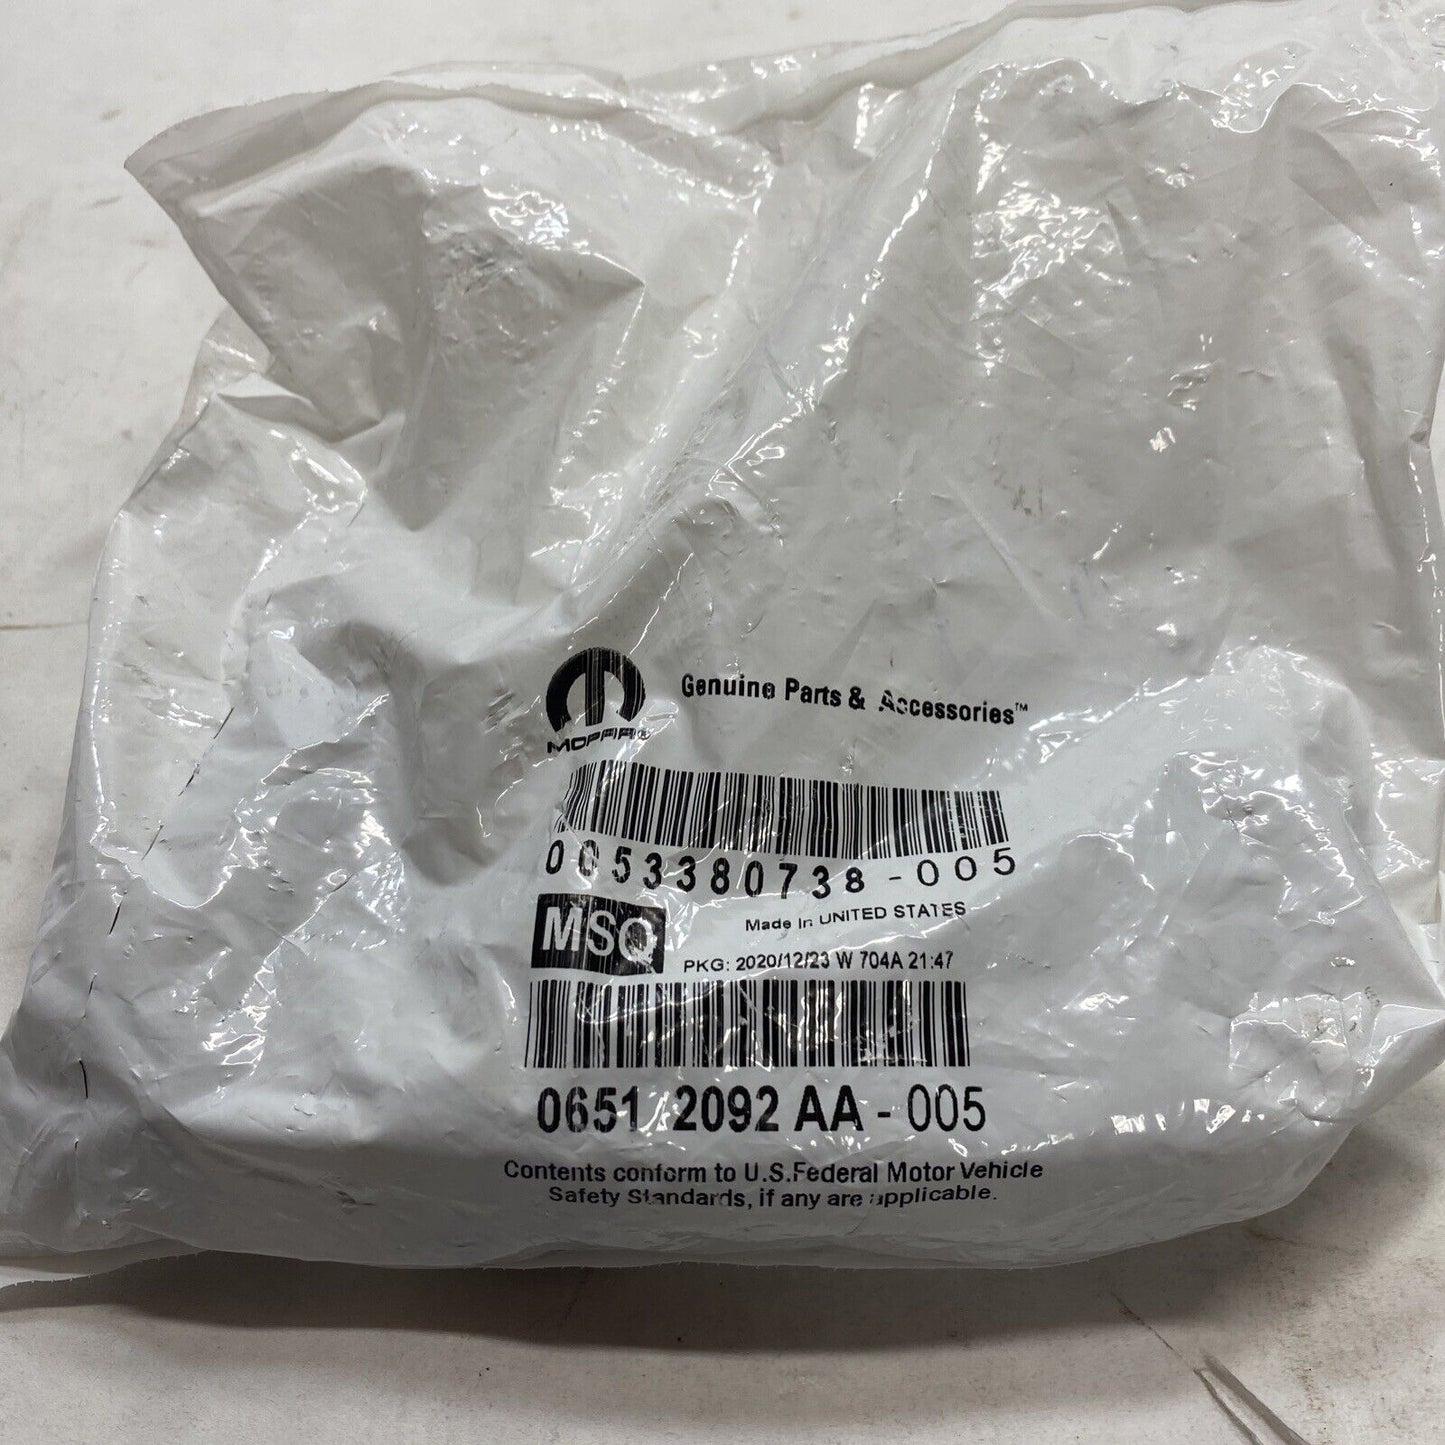 MOPAR®
Genuine Parts & Accessories™
0053380738-005
MSQ
Made In UNITED STATES
PKG: 2020/12/23 W 704A 21:47
0651 2092 AA - 005
Contents conform to U.S.Federal Motor Vehicle
Safety Standards, if any are applicable.